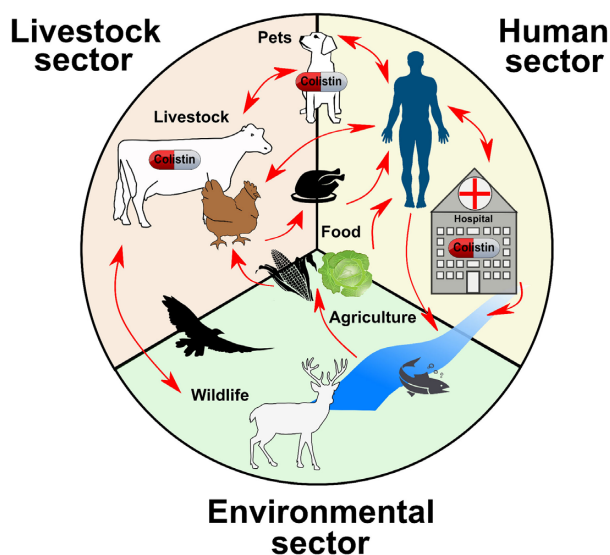 Livestock
sector
Human
sector
Pets
Colistin
Livestock
Colistin
Hospital
Colistin
Food
Agriculture
Wildlife
Environmental
sector